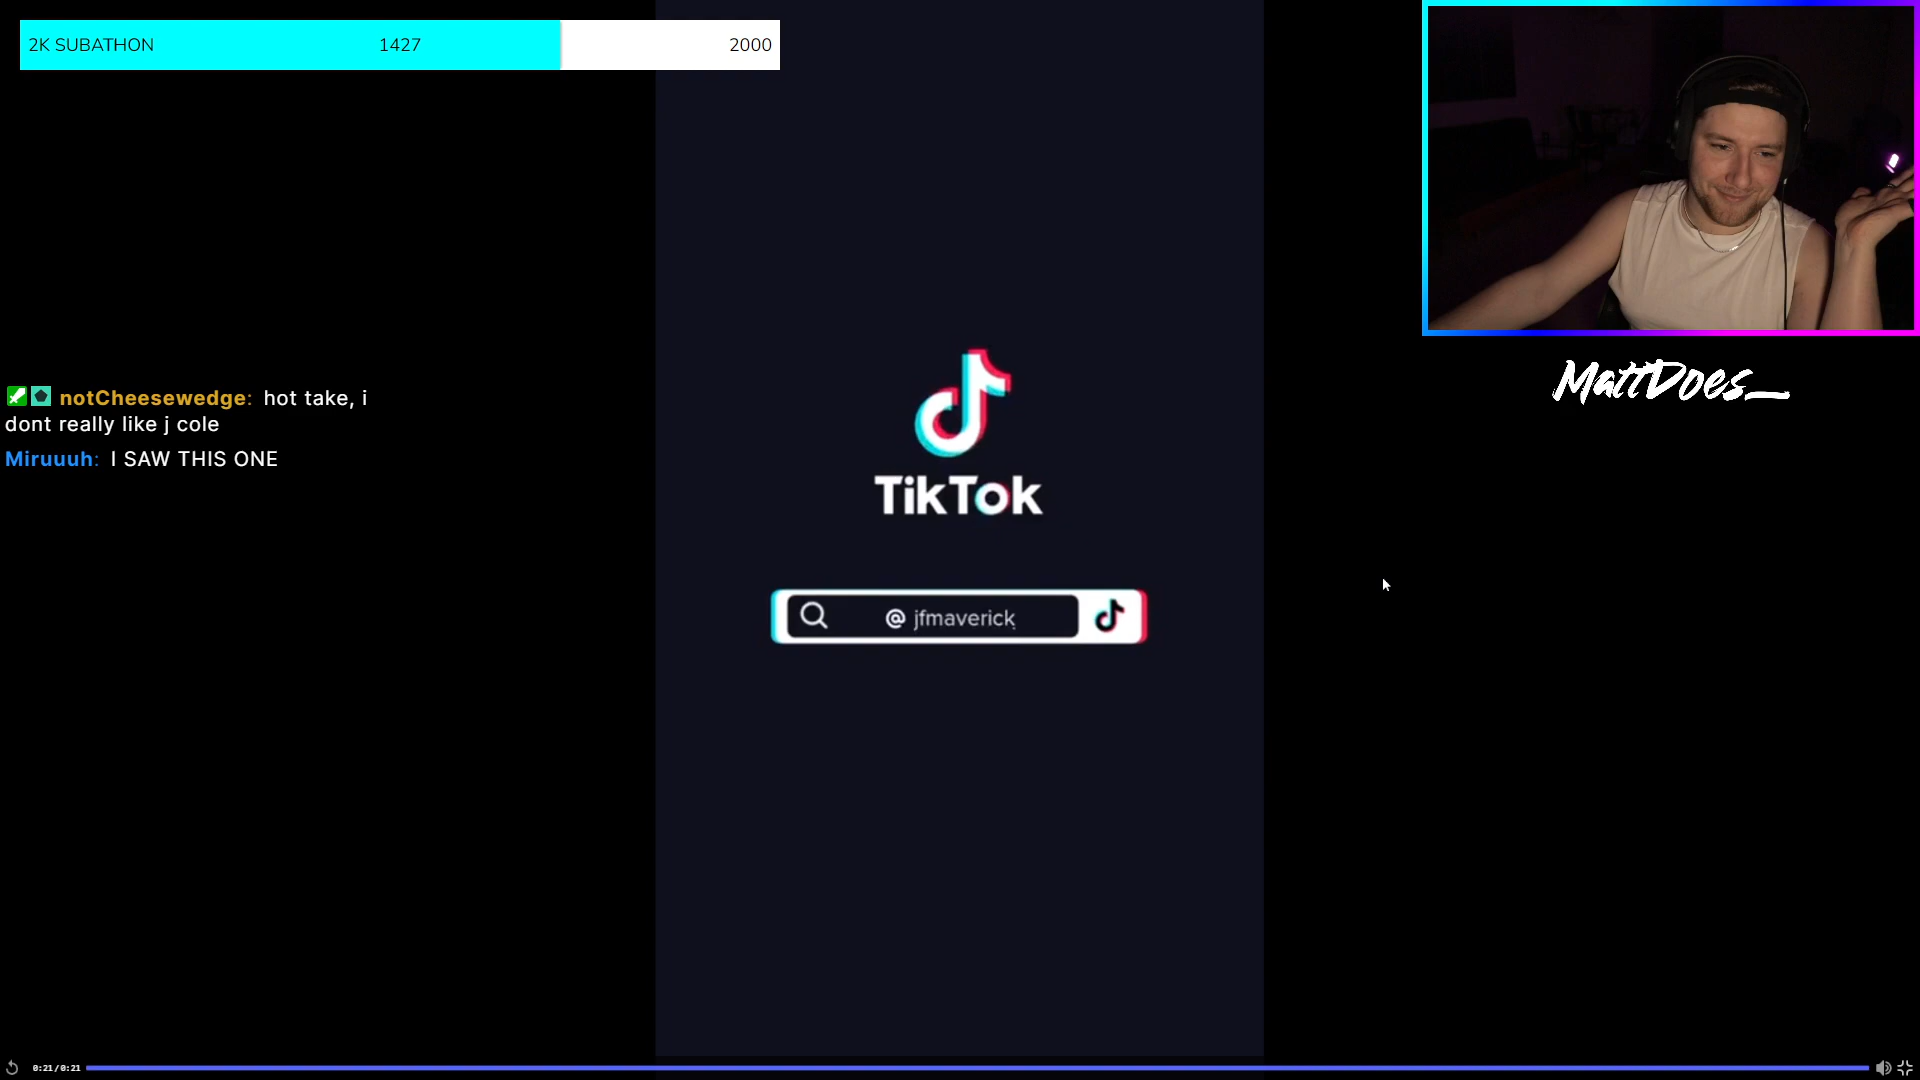 2K SUBATHON 1427 2000
MattDoes_
notCheesewedge: hot take, i
dont really like j cole
Miruuuh: I SAW THIS ONE
TikTok
@ jfmaverick
0:21/0:21